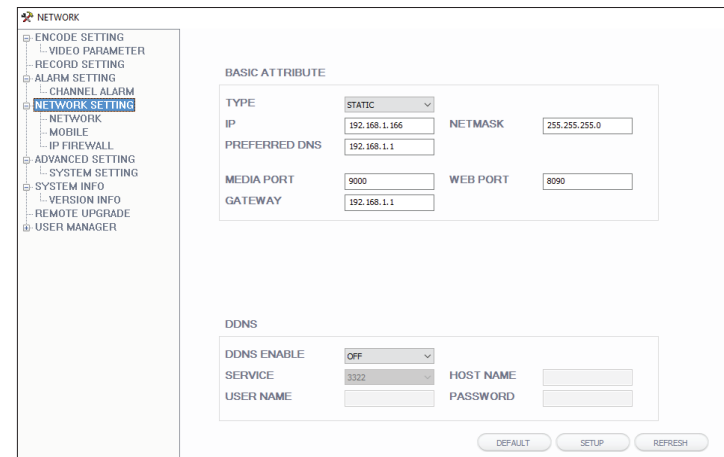 NETWORK
ENCODE SETTING
VIDEO PARAMETER
RECORD SETTING
ALARM SETTING
CHANNEL ALARM
NETWORK SETTING
NETWORK
MOBILE
IP FIREWALL
ADVANCED SETTING
SYSTEM SETTING
SYSTEM INFO
VERSION INFO
REMOTE UPGRADE
USER MANAGER
BASIC ATTRIBUTE
TYPE STATIC
IP 192.168.1.166 NETMASK 255.255.255.0
PREFERRED DNS 192.168.1.1
MEDIA PORT 9000 WEB PORT 8090
GATEWAY 192.168.1.1
DDNS
DDNS ENABLE OFF
SERVICE 3322 HOST NAME
USER NAME PASSWORD
DEFAULT SETUP REFRESH